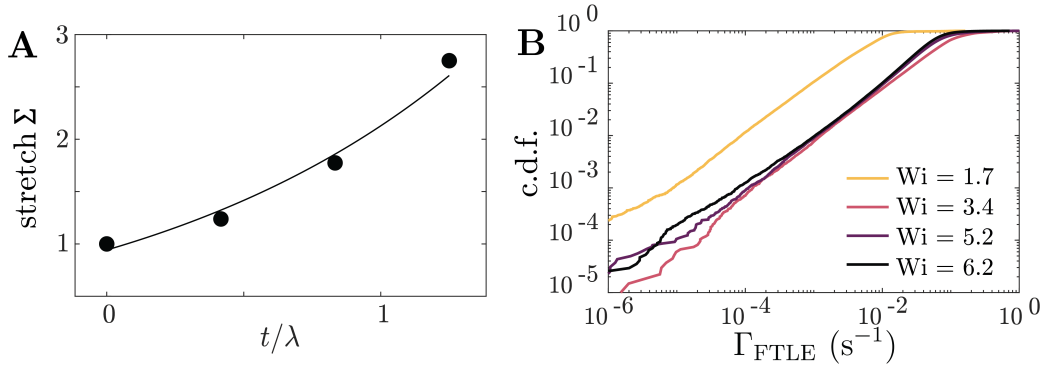 A
3
2
1
stretch Σ
0
1
t/λ
B
10^0
10^-1
10^-2
10^-3
10^-4
10^-5
c.d.f.
Wi = 1.7
Wi = 3.4
Wi = 5.2
Wi = 6.2
10^-6
10^-4
10^-2
10^0
Γ_FTLE (s^-1)